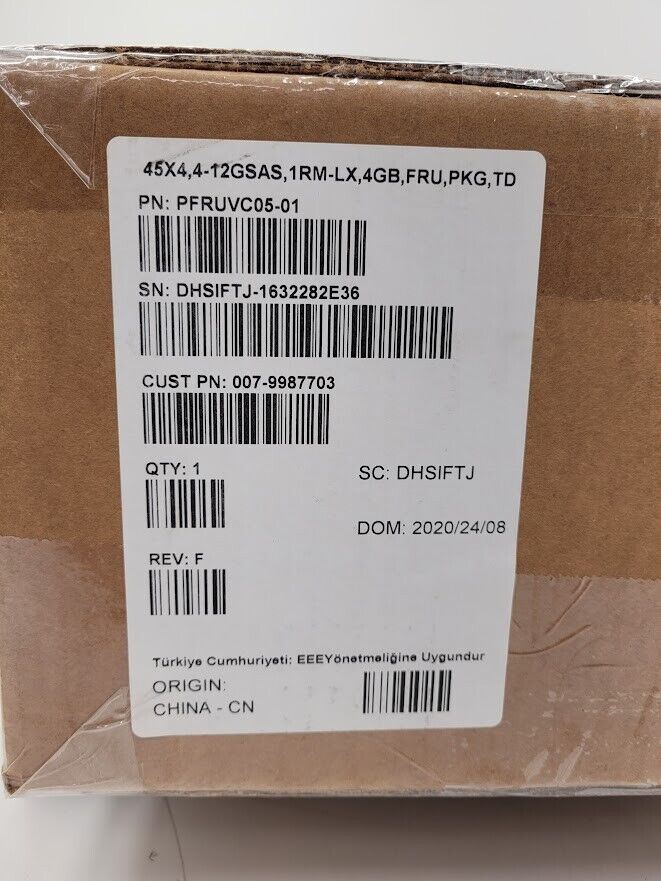 45X4,4-12GSAS,1RM-LX,4GB,FRU,PKG,TD
PN: PFRUVC05-01
SN: DHSIFTJ-1632282E36
CUST PN: 007-9987703
QTY: 1
SC: DHSIFTJ
DOM: 2020/24/08
REV: F
Türkiye Cumhuriyeti: EEEYönetmeliğine Uygundur
ORIGIN:
CHINA - CN